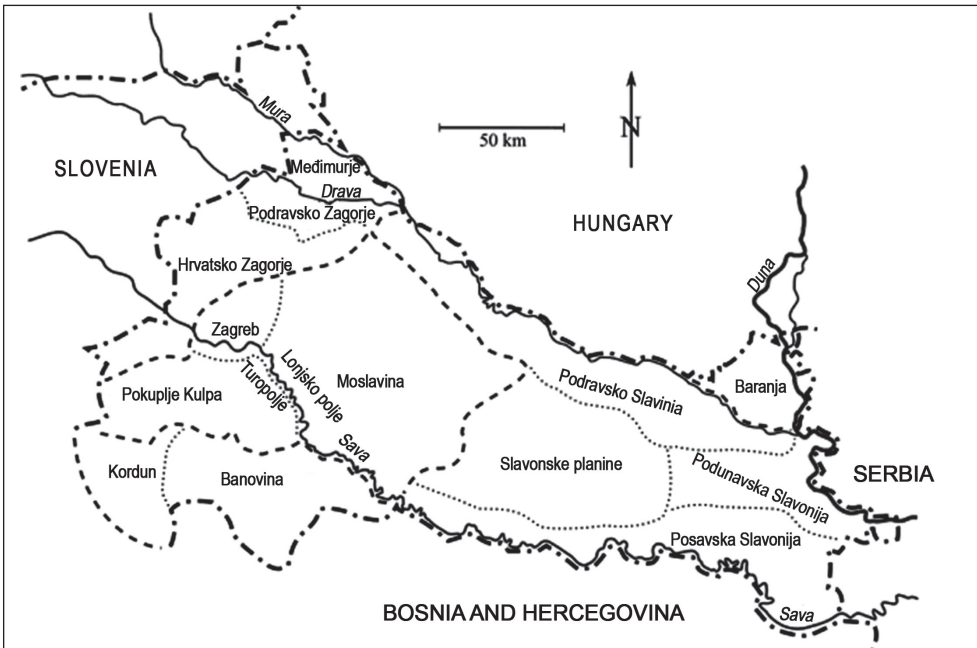 Mura
50 km
N
SLOVENIA
Međimurje
Drava
Podravsko Zagorje
HUNGARY
Hrvatsko Zagorje
Duna
Zagreb
Lonjsko polje
Turopolje
Moslavina
Podravsko Slavinia
Baranja
Pokuplje Kulpa
Sava
Kordun
Banovina
Slavonske planine
Podunavska Slavonija
SERBIA
Posavska Slavonija
BOSNIA AND HERCEGOVINA
Sava